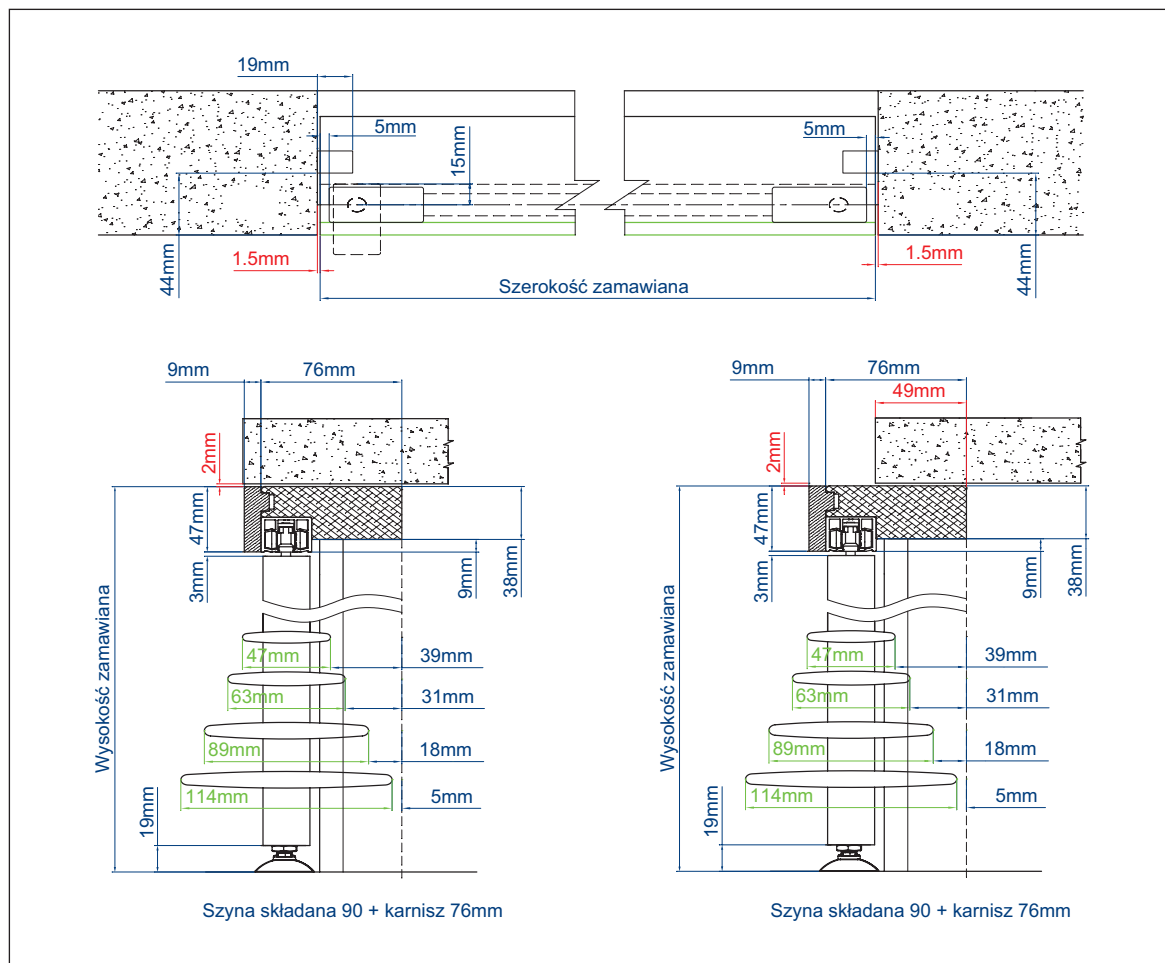 19mm
5mm
5mm
15mm
44mm
1.5mm
1.5mm
44mm
Szerokość zamawiana
9mm
76mm
2mm
47mm
3mm
38mm
9mm
47mm
39mm
63mm
31mm
89mm
18mm
114mm
5mm
19mm
Wysokość zamawiana
Szyna składana 90 + karnisz 76mm
9mm
76mm
49mm
2mm
47mm
3mm
38mm
9mm
47mm
39mm
63mm
31mm
89mm
18mm
114mm
5mm
19mm
Wysokość zamawiana
Szyna składana 90 + karnisz 76mm